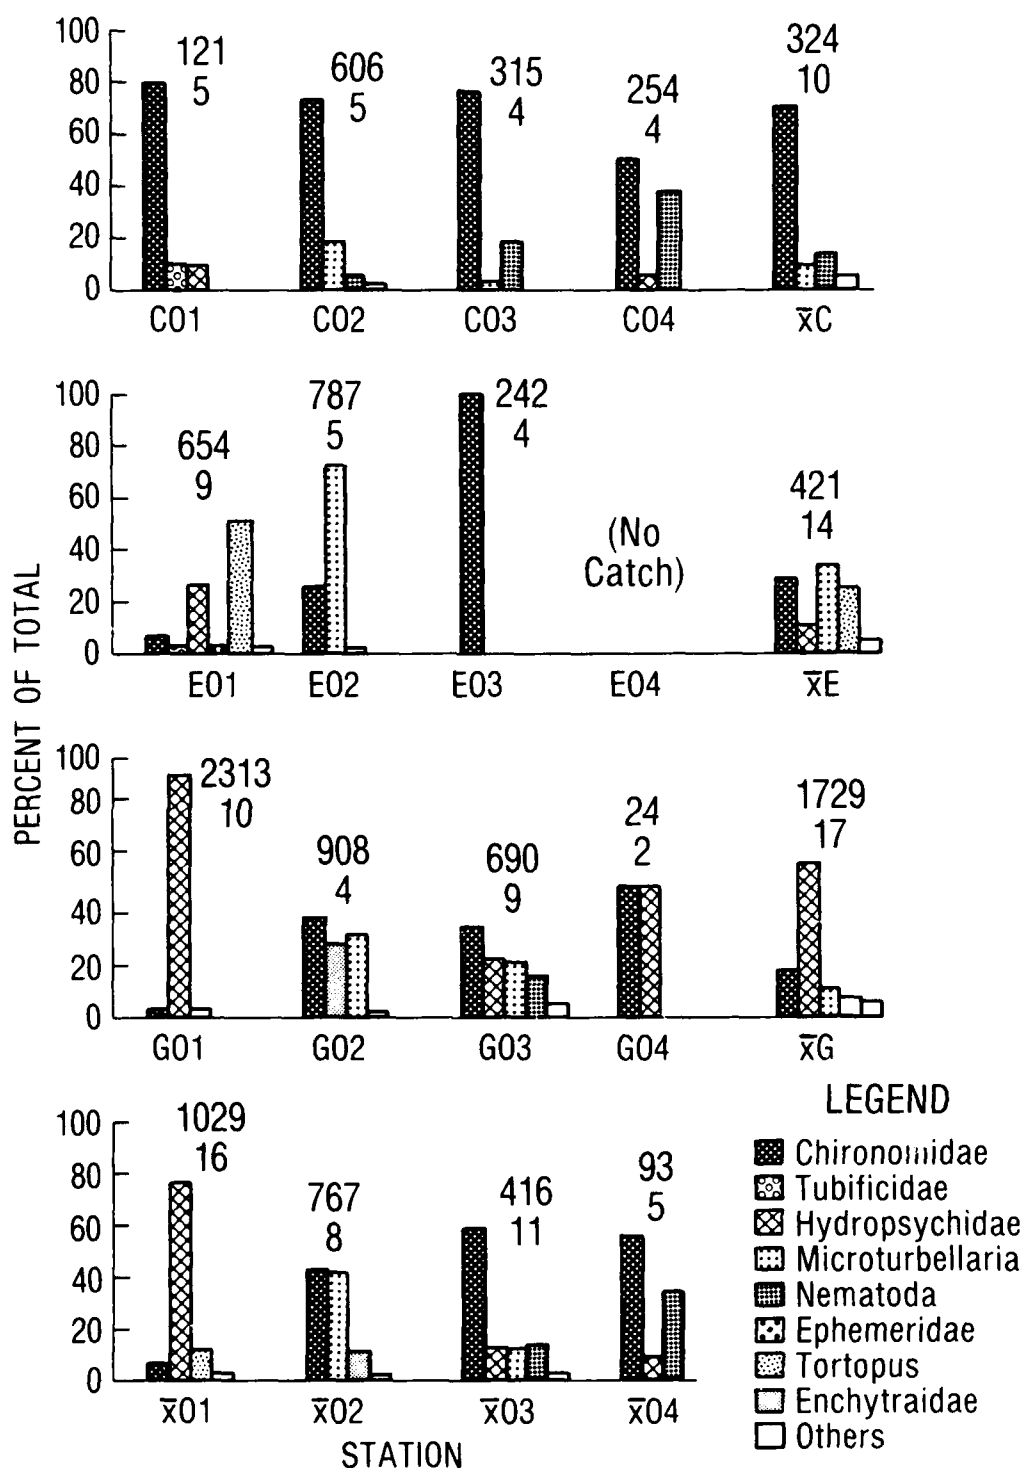 PERCENT OF TOTAL
100
80
60
40
20
0
121
5
606
5
315
4
254
4
324
10
C01
C02
C03
C04
x̅C
100
80
60
40
20
0
654
9
787
5
242
4
(No
Catch)
421
14
E01
E02
E03
E04
x̅E
100
80
60
40
20
0
2313
10
908
4
690
9
24
2
1729
17
G01
G02
G03
G04
x̅G
100
80
60
40
20
0
1029
16
767
8
416
11
93
5
x̅01
x̅02
x̅03
x̅04
STATION
LEGEND
Chironomidae
Tubificidae
Hydropsychidae
Microturbellaria
Nematoda
Ephemeridae
Tortopus
Enchytraidae
Others